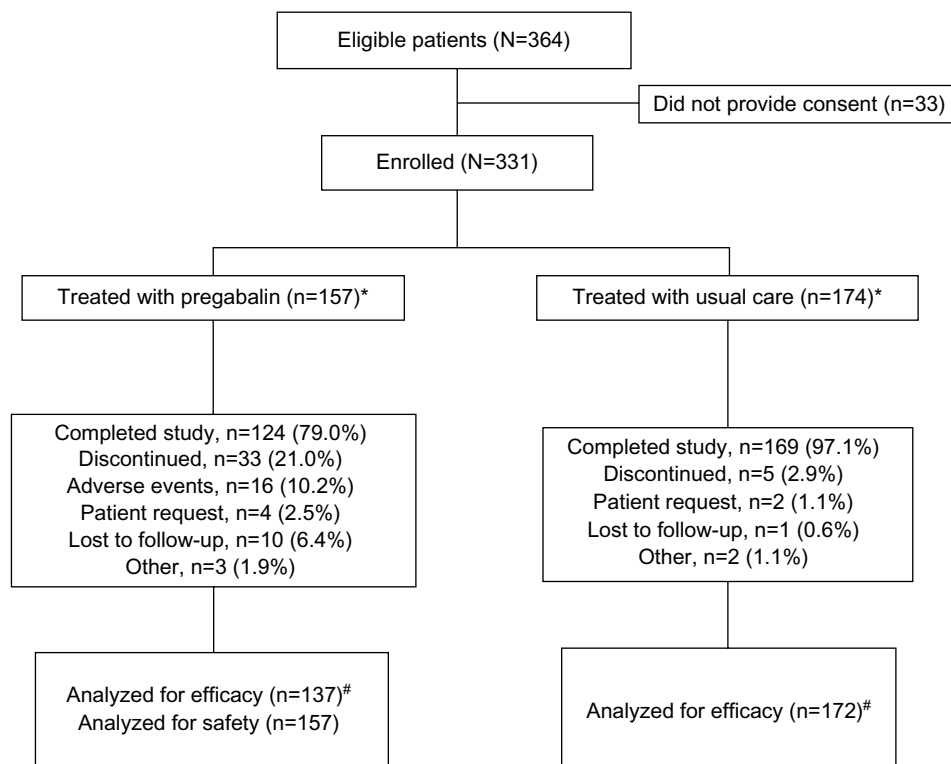 Eligible patients (N=364)
Did not provide consent (n=33)
Enrolled (N=331)
Treated with pregabalin (n=157)*
Treated with usual care (n=174)*
Completed study, n=124 (79.0%)
Discontinued, n=33 (21.0%)
Adverse events, n=16 (10.2%)
Patient request, n=4 (2.5%)
Lost to follow-up, n=10 (6.4%)
Other, n=3 (1.9%)
Completed study, n=169 (97.1%)
Discontinued, n=5 (2.9%)
Patient request, n=2 (1.1%)
Lost to follow-up, n=1 (0.6%)
Other, n=2 (1.1%)
Analyzed for efficacy (n=137)#
Analyzed for safety (n=157)
Analyzed for efficacy (n=172)#